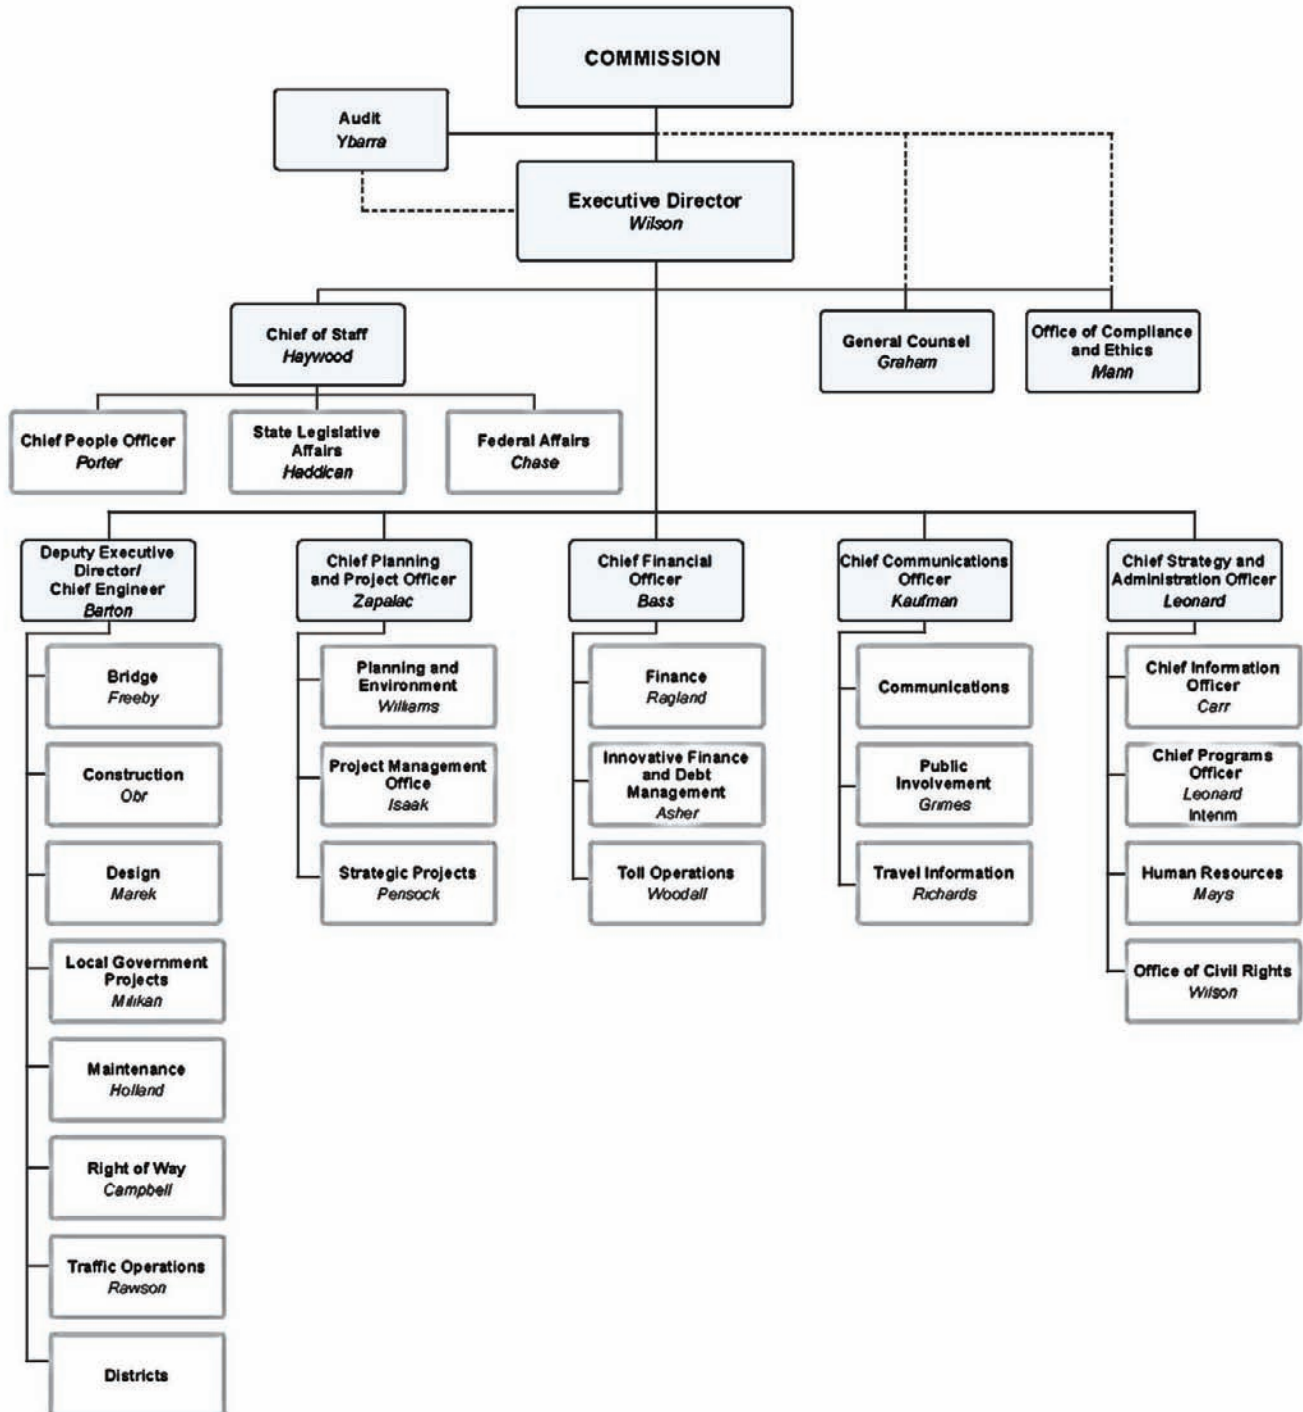 COMMISSION
Audit
Ybarra
Executive Director
Wilson
Chief of Staff
Haywood
General Counsel
Graham
Office of Compliance
and Ethics
Mann
Chief People Officer
Porter
State Legislative
Affairs
Haddican
Federal Affairs
Chase
Deputy Executive
Director/
Chief Engineer
Barton
Chief Planning
and Project Officer
Zapalac
Chief Financial
Officer
Bass
Chief Communications
Officer
Kaufman
Chief Strategy and
Administration Officer
Leonard
Bridge
Freeby
Construction
Obr
Design
Marek
Local Government
Projects
Millikan
Maintenance
Holland
Right of Way
Campbell
Traffic Operations
Rawson
Districts
Planning and
Environment
Williams
Project Management
Office
Isaak
Strategic Projects
Pensock
Finance
Ragland
Innovative Finance
and Debt
Management
Asher
Toll Operations
Woodall
Communications
Public
Involvement
Grimes
Travel Information
Richards
Chief Information
Officer
Carr
Chief Programs
Officer
Leonard
Interim
Human Resources
Mays
Office of Civil Rights
Wilson